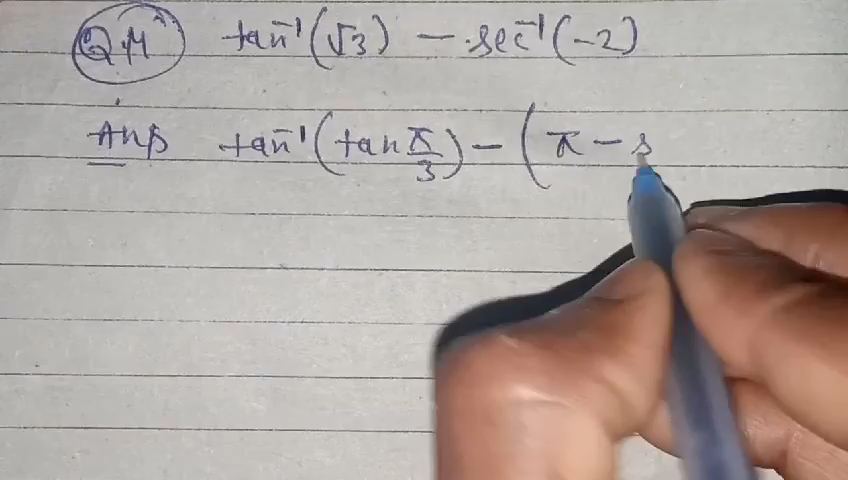 Q.14 tan⁻¹(√3) − sec⁻¹(−2)
Ans tan⁻¹(tan π/3) − (π − s